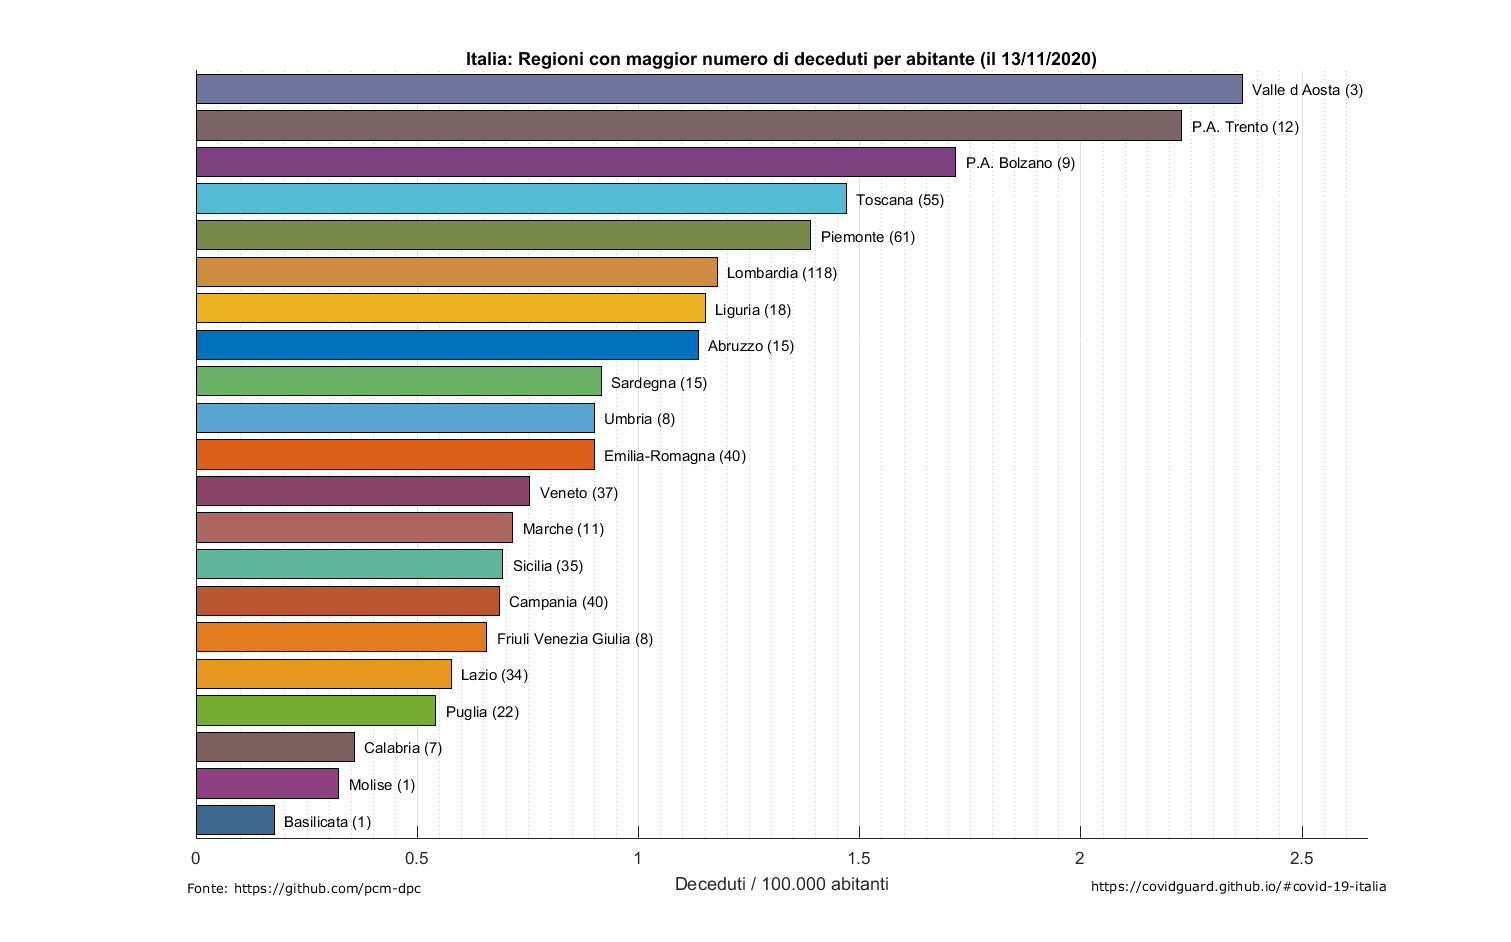 Italia: Regioni con maggior numero di deceduti per abitante (il 13/11/2020)
Valle d Aosta (3)
P.A. Trento (12)
P.A. Bolzano (9)
Toscana (55)
Piemonte (61)
Lombardia (118)
Liguria (18)
Abruzzo (15)
Sardegna (15)
Umbria (8)
Emilia-Romagna (40)
Veneto (37)
Marche (11)
Sicilia (35)
Campania (40)
Friuli Venezia Giulia (8)
Lazio (34)
Puglia (22)
Calabria (7)
Molise (1)
Basilicata (1)
0 0.5 1 1.5 2 2.5
Deceduti / 100.000 abitanti
Fonte: https://github.com/pcm-dpc
https://covidguard.github.io/#covid-19-italia